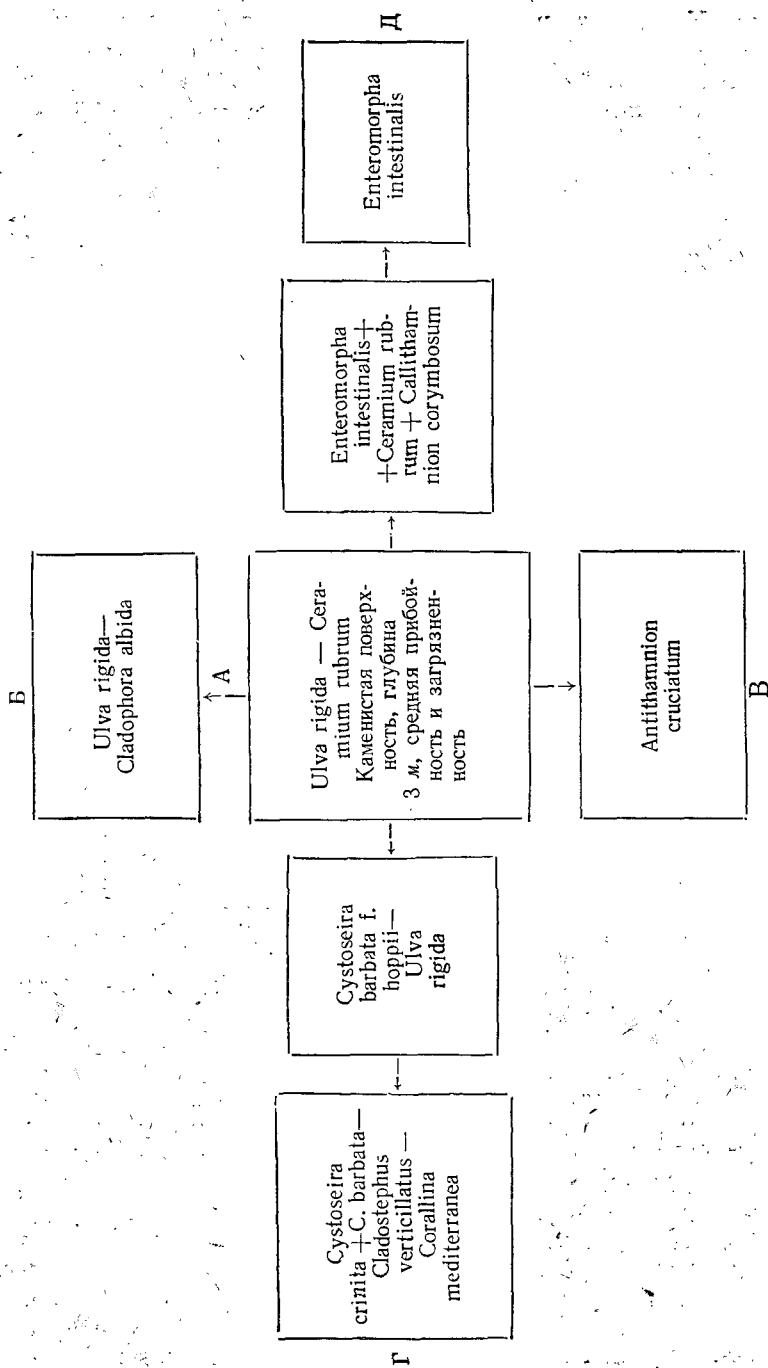 Б
Ulva rigida—
Cladophora albida
А
Г
Cystoseira
crinita +C. barbata—
Cladostephus
verticillatus —
Corallina
mediterranea
Cystoseira
barbata f.
hoppii—
Ulva
rigida
Ulva rigida — Cera-
mium rubrum
Каменистая поверх-
ность, глубина
3 м, средняя прибой-
ность и загрязнен-
ность
Enteromorpha
intestinalis+
+Ceramium rub-
rum + Callitham-
nion corymbosum
Enteromorpha
intestinalis
Д
Antithamnion
cruciatum
В